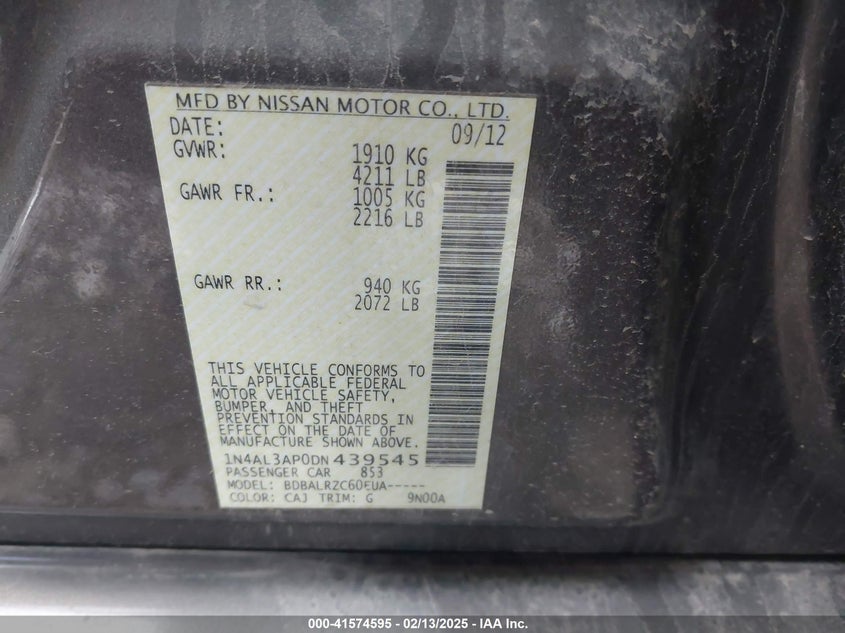 MFD BY NISSAN MOTOR CO., LTD.
DATE: 09/12
GVWR: 1910 KG
4211 LB
GAWR FR.: 1005 KG
2216 LB
GAWR RR.: 940 KG
2072 LB
THIS VEHICLE CONFORMS TO
ALL APPLICABLE FEDERAL
MOTOR VEHICLE SAFETY,
BUMPER, AND THEFT
PREVENTION STANDARDS IN
EFFECT ON THE DATE OF
MANUFACTURE SHOWN ABOVE.
1N4AL3AP0DN 439545
PASSENGER CAR 853
MODEL: BDBALRZC60EUA-----
COLOR: CAJ TRIM: G 9N00A
000-41574595 - 02/13/2025 - IAA Inc.